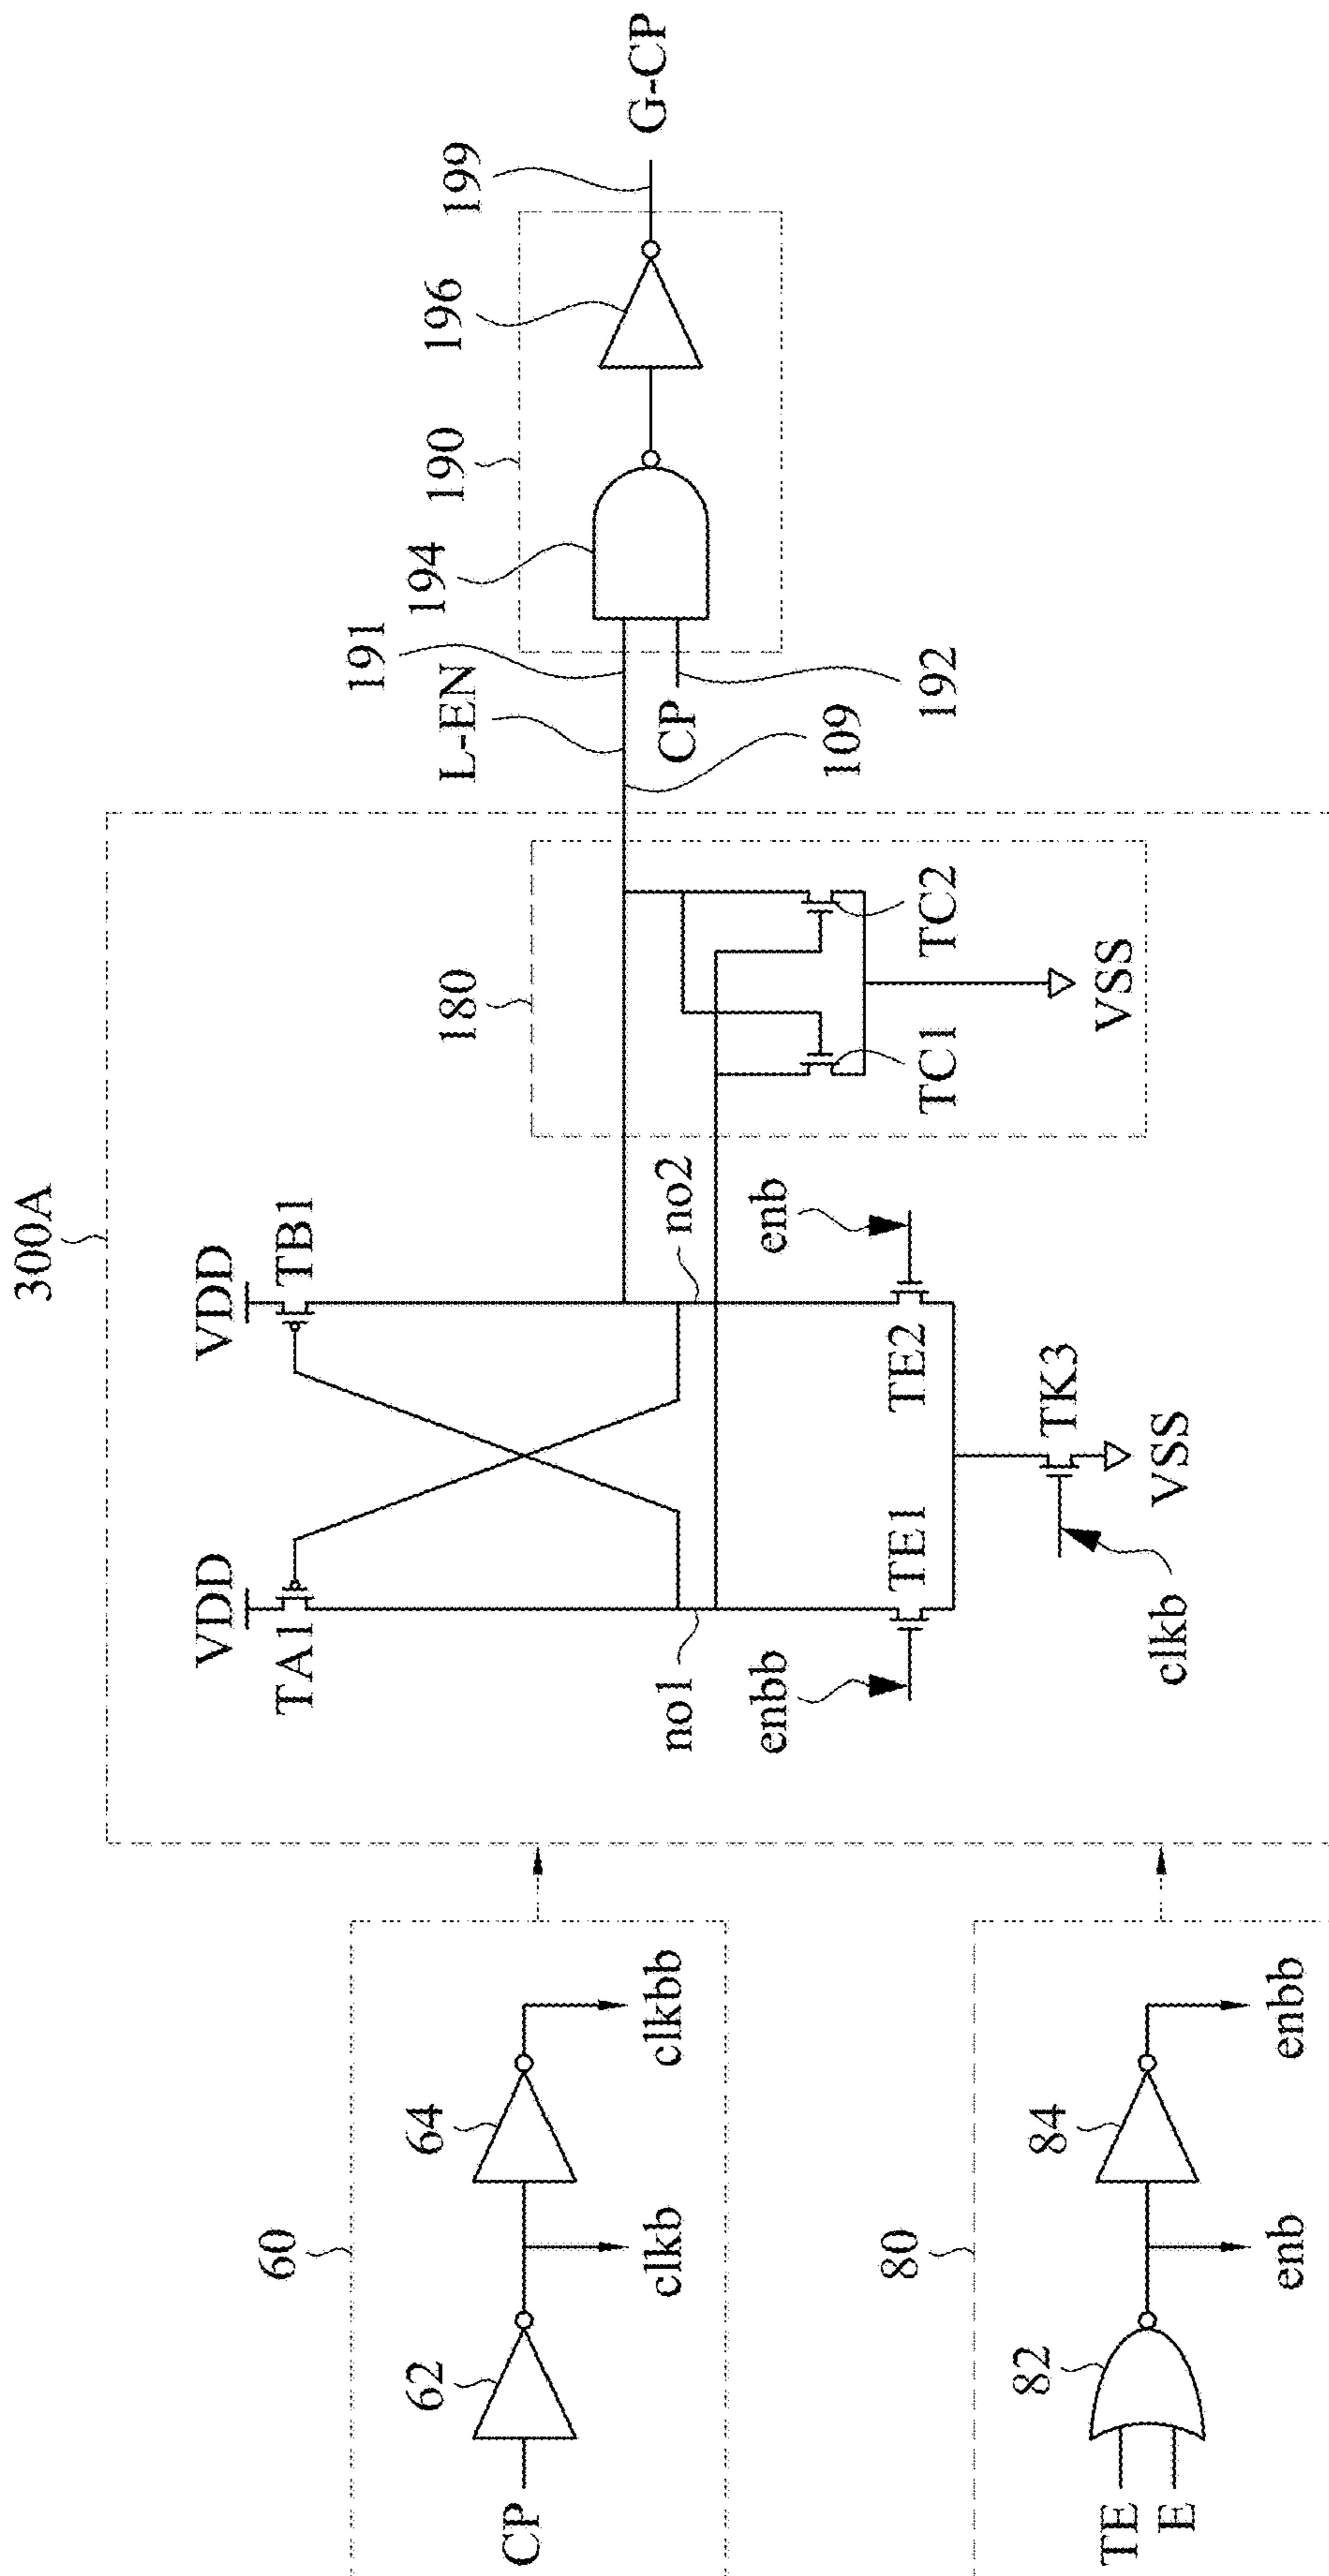 300A
VDD
VDD
TA1
TB1
no1
no2
enbb
enb
TE1
TE2
TK3
clkb
VSS
180
TC1
TC2
VSS
109
L-EN
191
CP
192
190
194
196
199
G-CP
60
CP
62
64
clkb
clkbb
80
TE
E
82
84
enb
enbb